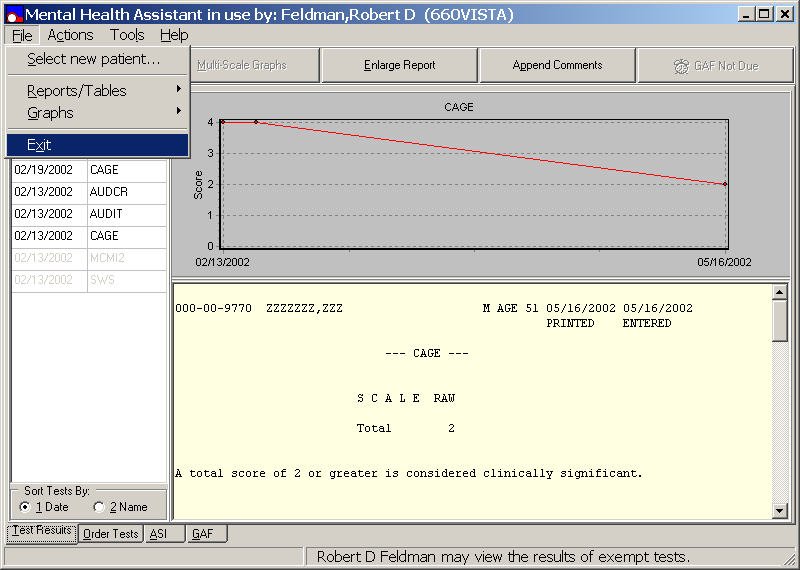 Mental Health Assistant in use by: Feldman,Robert D (660VISTA)
File Actions Tools Help
Select new patient...
Reports/Tables
Graphs
Exit
Multi-Scale Graphs Enlarge Report Append Comments GAF Not Due
02/19/2002 CAGE
02/13/2002 AUDCR
02/13/2002 AUDIT
02/13/2002 CAGE
02/13/2002 MCMI2
02/13/2002 SWS
CAGE
Score
4
3
2
1
0
02/13/2002 05/16/2002
000-00-9770 ZZZZZZZ,ZZZ M AGE 51 05/16/2002 05/16/2002
PRINTED ENTERED
--- CAGE ---
S C A L E RAW
Total 2
A total score of 2 or greater is considered clinically significant.
Sort Tests By:
1 Date 2 Name
Test Results Order Tests ASI GAF
Robert D Feldman may view the results of exempt tests.